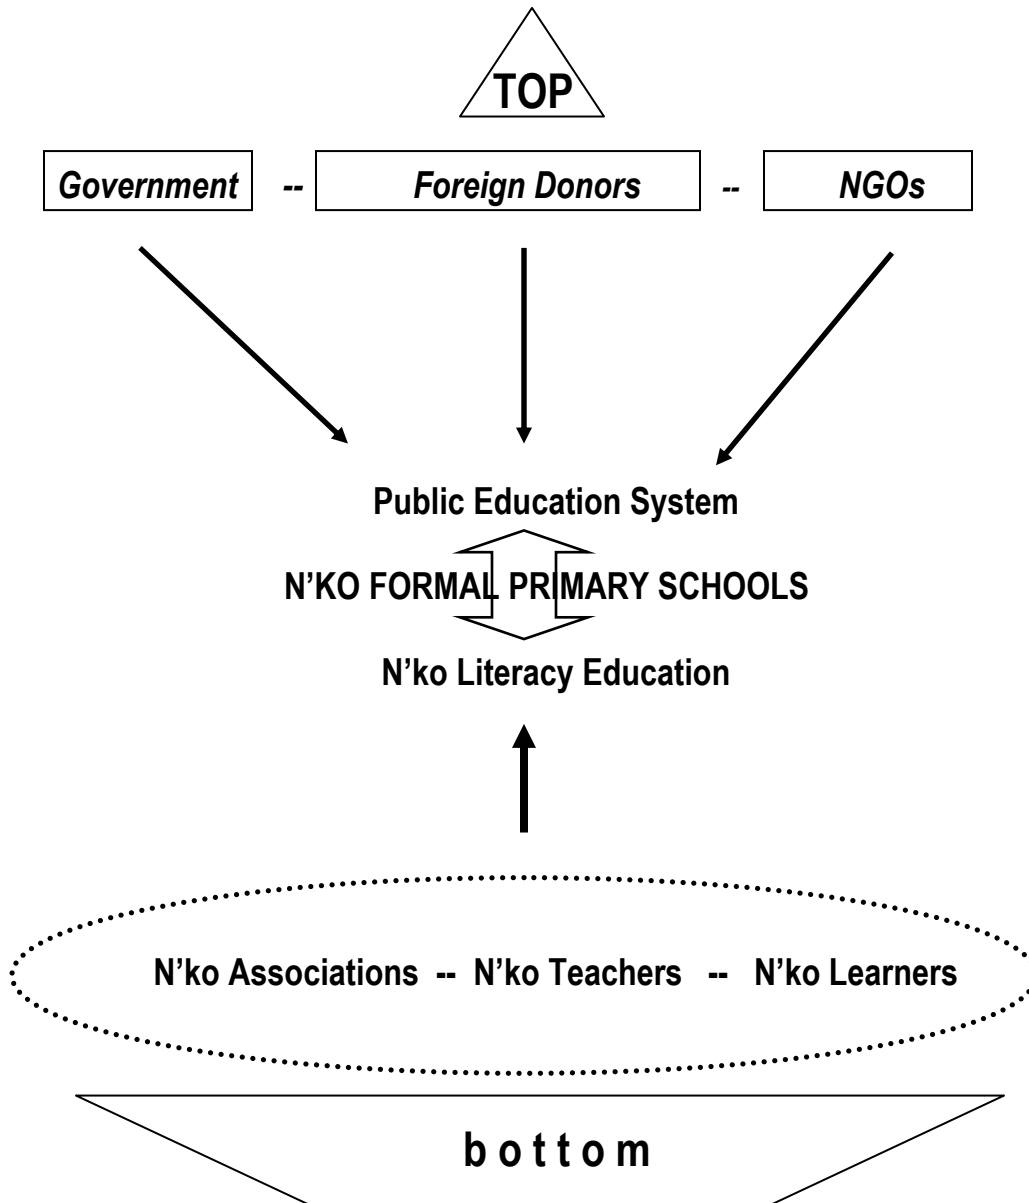 TOP
Government -- Foreign Donors -- NGOs
Public Education System
N’KO FORMAL PRIMARY SCHOOLS
N’ko Literacy Education
N’ko Associations -- N’ko Teachers -- N’ko Learners
b o t t o m